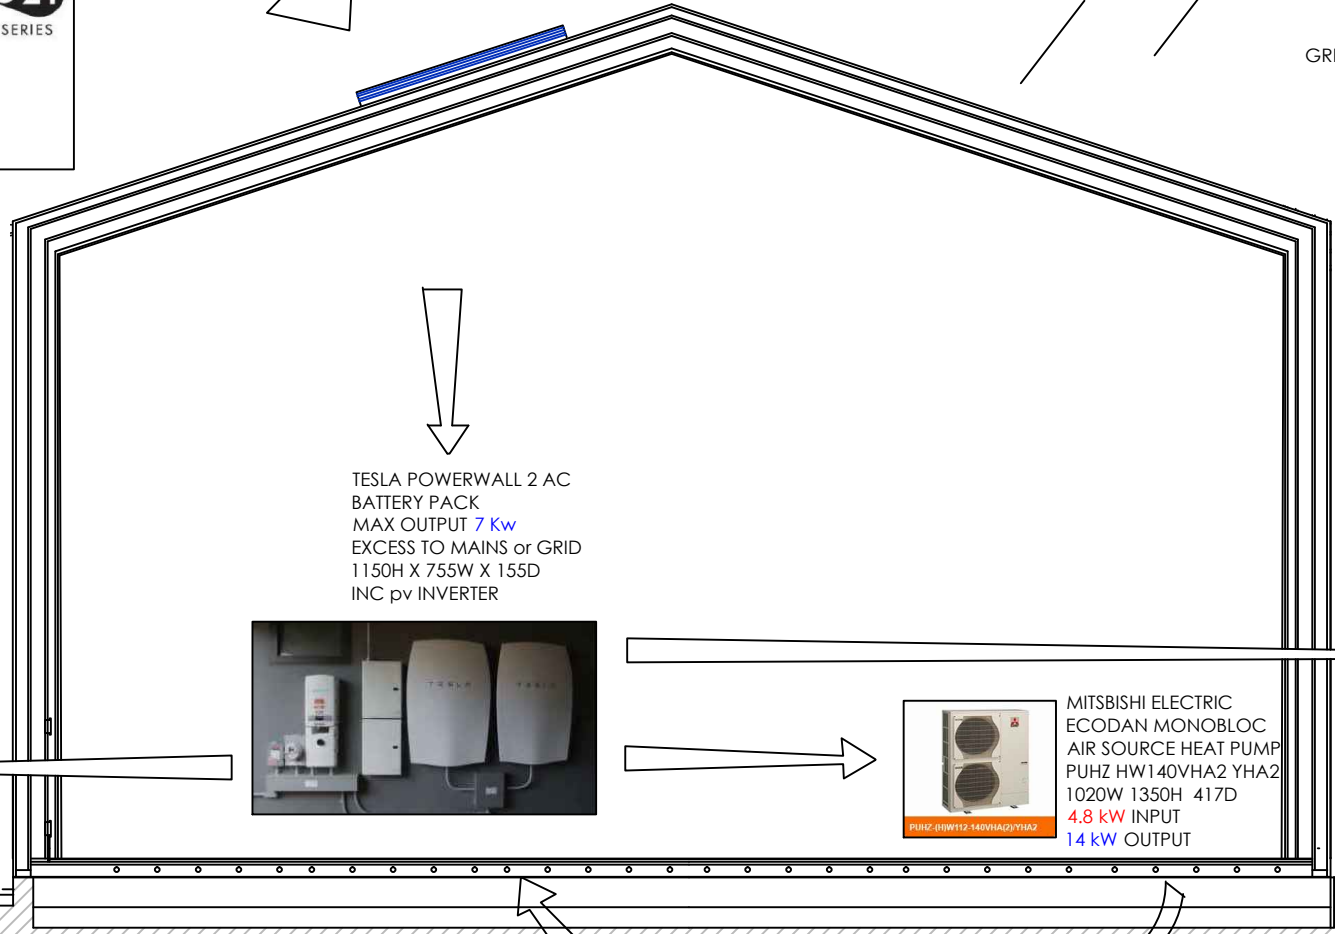 SERIES
TESLA POWERWALL 2 AC
BATTERY PACK
MAX OUTPUT 7 Kw
EXCESS TO MAINS or GRID
1150H X 755W X 155D
INC pv INVERTER
TESLA
TESLA
MITSBISHI ELECTRIC
ECODAN MONOBLOC
AIR SOURCE HEAT PUMP
PUHZ HW140VHA2 YHA2
1020W 1350H 417D
4.8 kW INPUT
14 kW OUTPUT
PUHZ-(H)W112-140VHA(2)/YHA2